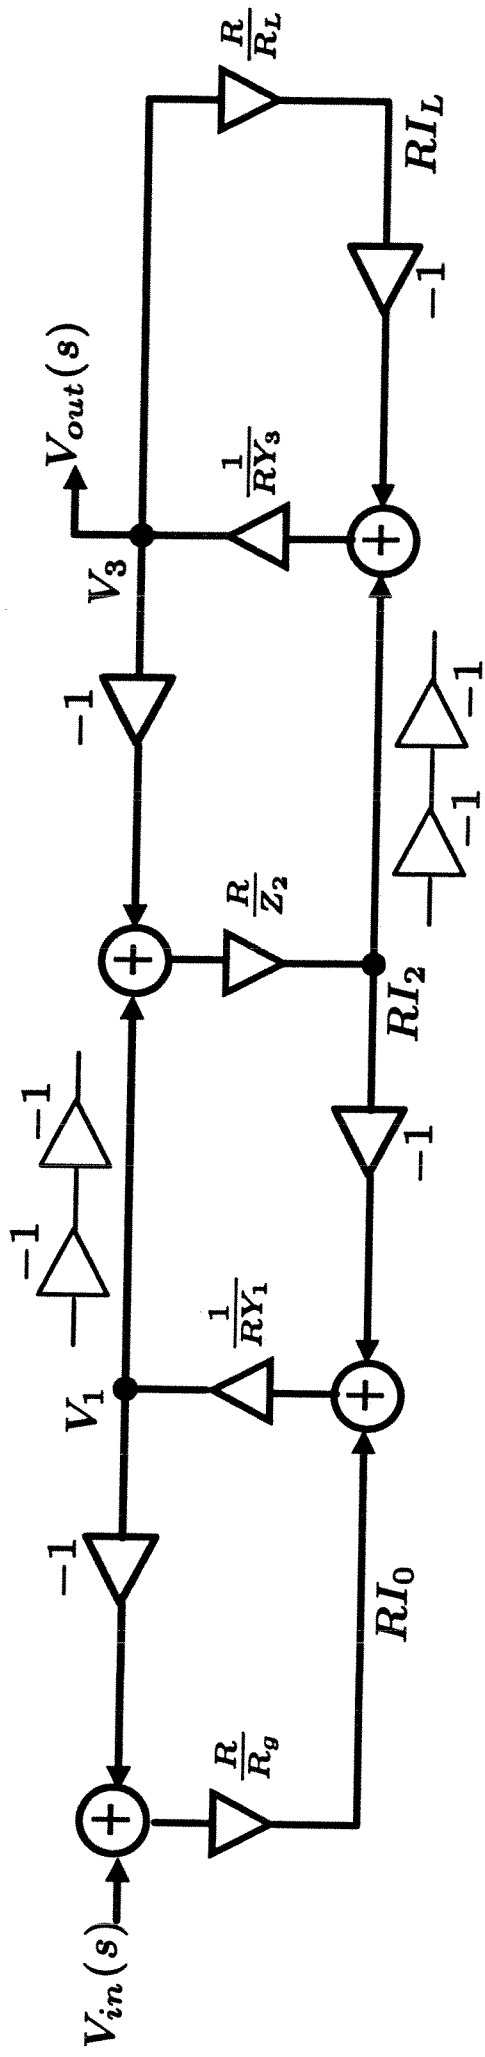 −1 −1
V_out(s)
V_in(s)
+
−1
V_1
+
−1
V_3
R/R_g
1/(RY_1)
R/Z_2
1/(RY_3)
R/R_L
RI_0
+
−1
RI_2
−1 −1
+
−1
RI_L